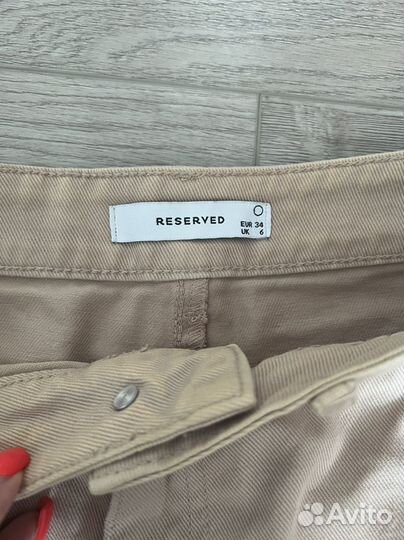 RESERVED
EUR 34
UK 6
Avito